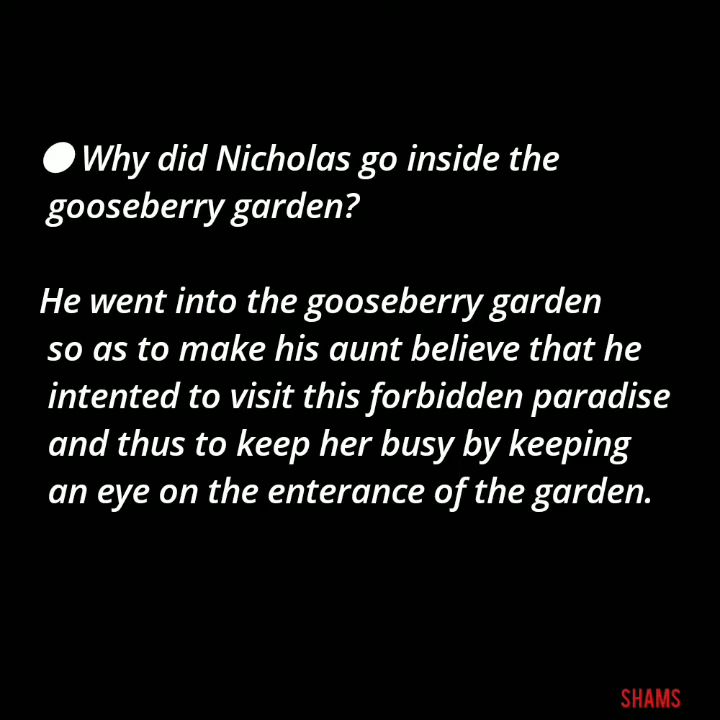 ● Why did Nicholas go inside the
gooseberry garden?
He went into the gooseberry garden
so as to make his aunt believe that he
intented to visit this forbidden paradise
and thus to keep her busy by keeping
an eye on the enterance of the garden.
SHAMS